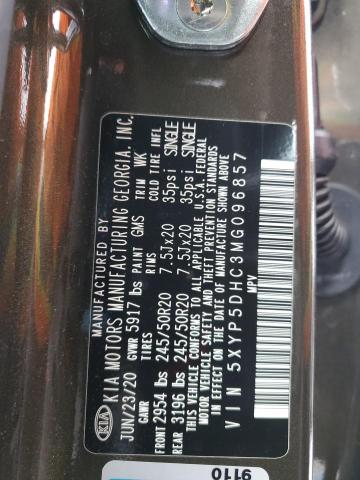 MANUFACTURED BY
KIA KIA MOTORS MANUFACTURING GEORGIA, INC.
JUN/23/20 PAINT GMS TRIM WK
GVWR 5917 lbs
GAWR TIRES RIMS COLD TIRE INFL
FRONT 2954 lbs 245/50R20 7.5Jx20 35psi SINGLE
REAR 3196 lbs 245/50R20 7.5Jx20 35psi SINGLE
THIS VEHICLE CONFORMS TO ALL APPLICABLE U.S.A. FEDERAL
MOTOR VEHICLE SAFETY AND THEFT PREVENTION STANDARDS
IN EFFECT ON THE DATE OF MANUFACTURE SHOWN ABOVE
VIN 5XYP5DHC3MG096857
MPV
9110